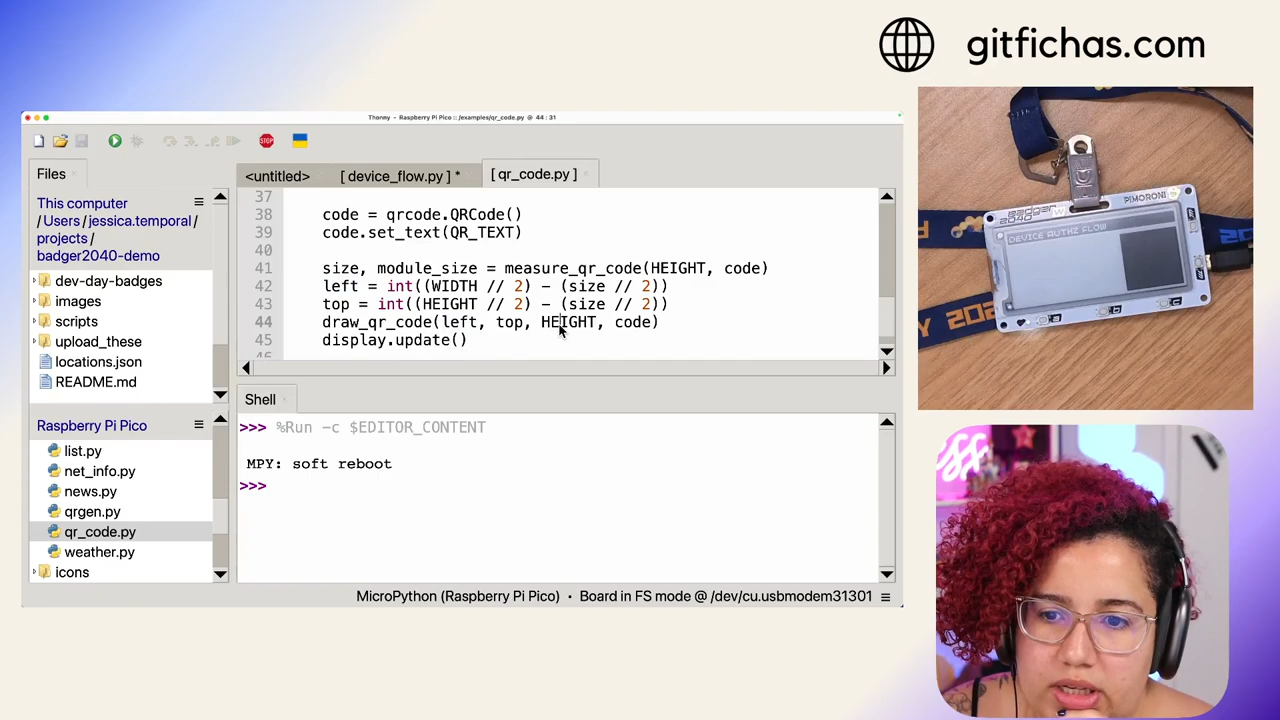 gitfichas.com
Thonny - Raspberry Pi Pico :: /examples/qr_code.py @ 44 : 31
Files
This computer
/ Users / jessica.temporal /
projects /
badger2040-demo
dev-day-badges
images
scripts
upload_these
locations.json
README.md
Raspberry Pi Pico
list.py
net_info.py
news.py
qrgen.py
qr_code.py
weather.py
icons
<untitled>
[ device_flow.py ] *
[ qr_code.py ]
37
38 code = qrcode.QRCode()
39 code.set_text(QR_TEXT)
40
41 size, module_size = measure_qr_code(HEIGHT, code)
42 left = int((WIDTH // 2) - (size // 2))
43 top = int((HEIGHT // 2) - (size // 2))
44 draw_qr_code(left, top, HEIGHT, code)
45 display.update()
Shell
>>> %Run -c $EDITOR_CONTENT
MPY: soft reboot
>>>
MicroPython (Raspberry Pi Pico) • Board in FS mode @ /dev/cu.usbmodem31301 ≡
badger
2040
PIMORONI
DEVICE AUTHZ FLOW
a
b
c